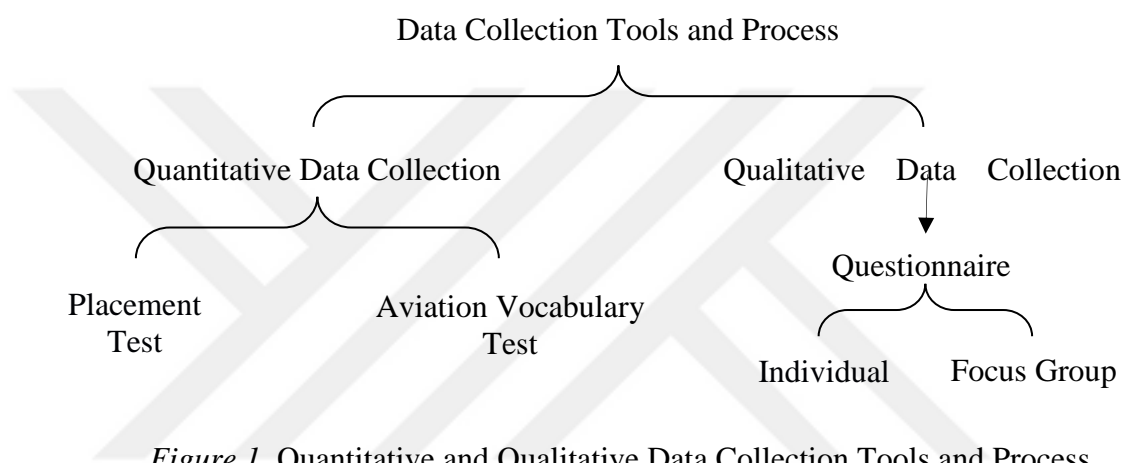 Data Collection Tools and Process
Quantitative Data Collection
Qualitative Data Collection
Questionnaire
Placement
Test
Aviation Vocabulary
Test
Individual
Focus Group
Figure 1. Quantitative and Qualitative Data Collection Tools and Process